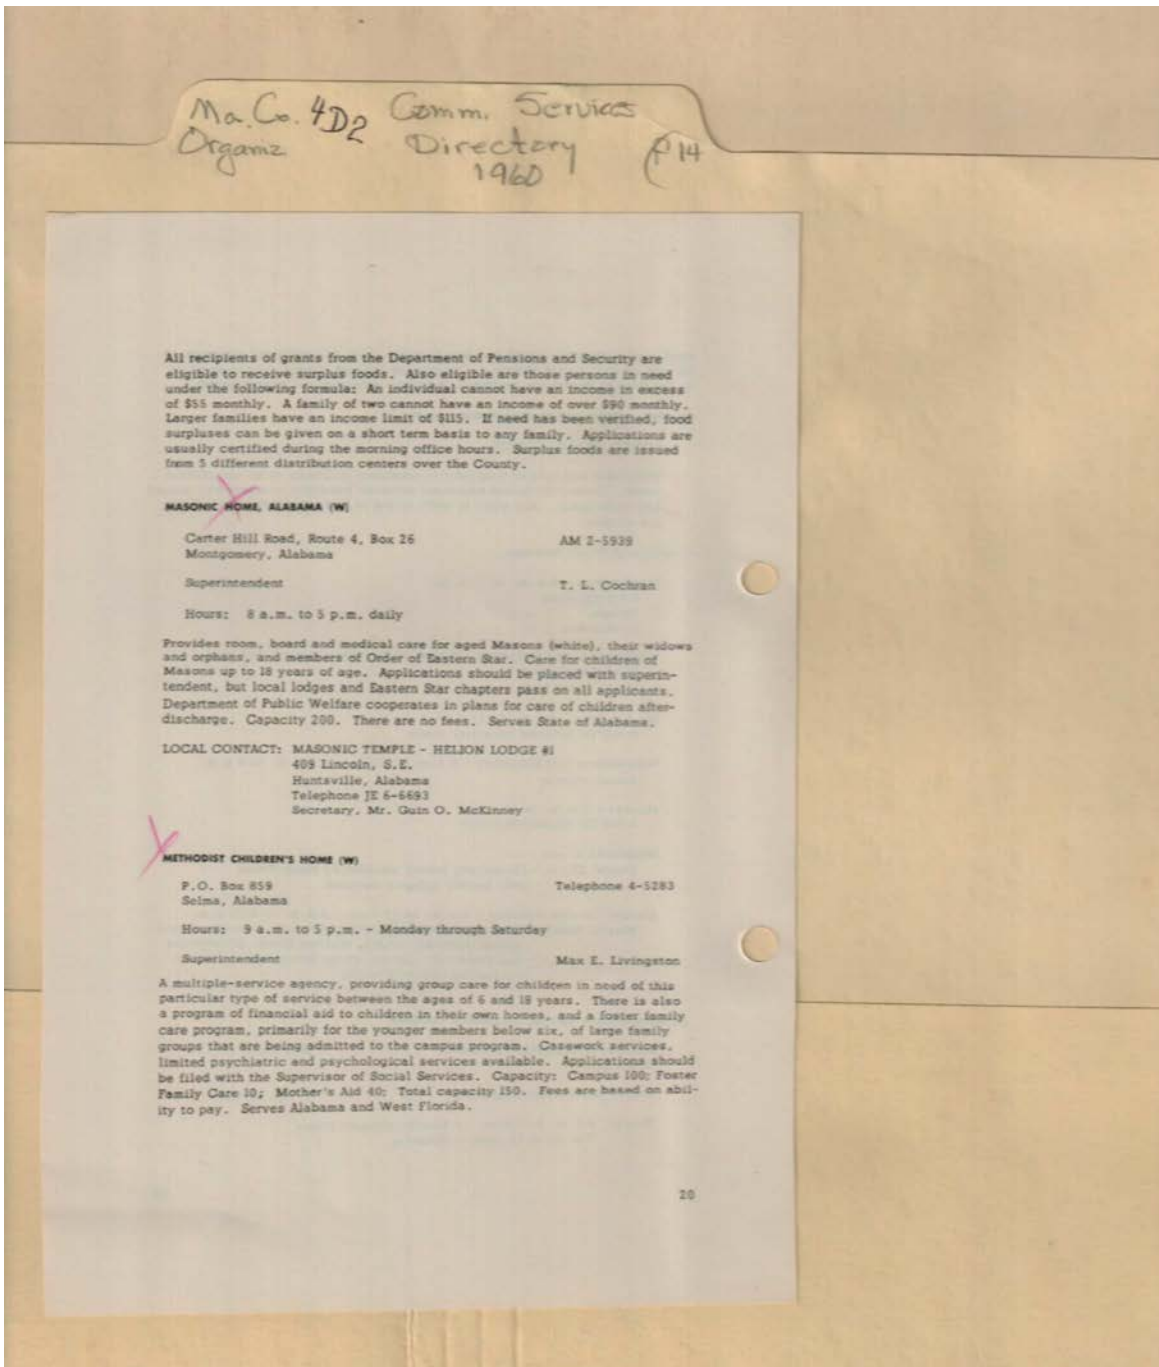 Ma. Co. 4D2 Comm. Services
Organz Directory P 14
1960
All recipients of grants from the Department of Pensions and Security are
eligible to receive surplus foods. Also eligible are those persons in need
under the following formula: An individual cannot have an income in excess
of $55 monthly. A family of two cannot have an income of over $90 monthly.
Larger families have an income limit of $115. If need has been verified, food
surpluses can be given on a short term basis to any family. Applications are
usually certified during the morning office hours. Surplus foods are issued
from 5 different distribution centers over the County.
MASONIC HOME, ALABAMA (W)
Carter Hill Road, Route 4, Box 26 AM 2-5939
Montgomery, Alabama
Superintendent T. L. Cochran
Hours: 8 a.m. to 5 p.m. daily
Provides room, board and medical care for aged Masons (white), their widows
and orphans, and members of Order of Eastern Star. Care for children of
Masons up to 18 years of age. Applications should be placed with superin-
tendent, but local lodges and Eastern Star chapters pass on all applicants.
Department of Public Welfare cooperates in plans for care of children after-
discharge. Capacity 200. There are no fees. Serves State of Alabama.
LOCAL CONTACT: MASONIC TEMPLE - HELION LODGE #1
409 Lincoln, S.E.
Huntsville, Alabama
Telephone JE 6-6693
Secretary, Mr. Guin O. McKinney
METHODIST CHILDREN'S HOME (W)
P.O. Box 859 Telephone 4-5283
Selma, Alabama
Hours: 9 a.m. to 5 p.m. - Monday through Saturday
Superintendent Max E. Livingston
A multiple-service agency, providing group care for children in need of this
particular type of service between the ages of 6 and 18 years. There is also
a program of financial aid to children in their own homes, and a foster family
care program, primarily for the younger members below six, of large family
groups that are being admitted to the campus program. Casework services,
limited psychiatric and psychological services available. Applications should
be filed with the Supervisor of Social Services. Capacity: Campus 100; Foster
Family Care 10; Mother's Aid 40; Total capacity 150. Fees are based on abil-
ity to pay. Serves Alabama and West Florida.
20